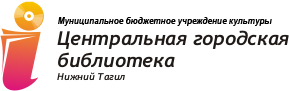 Муниципальное бюджетное учреждение культуры
Центральная городская
библиотека
Нижний Тагил